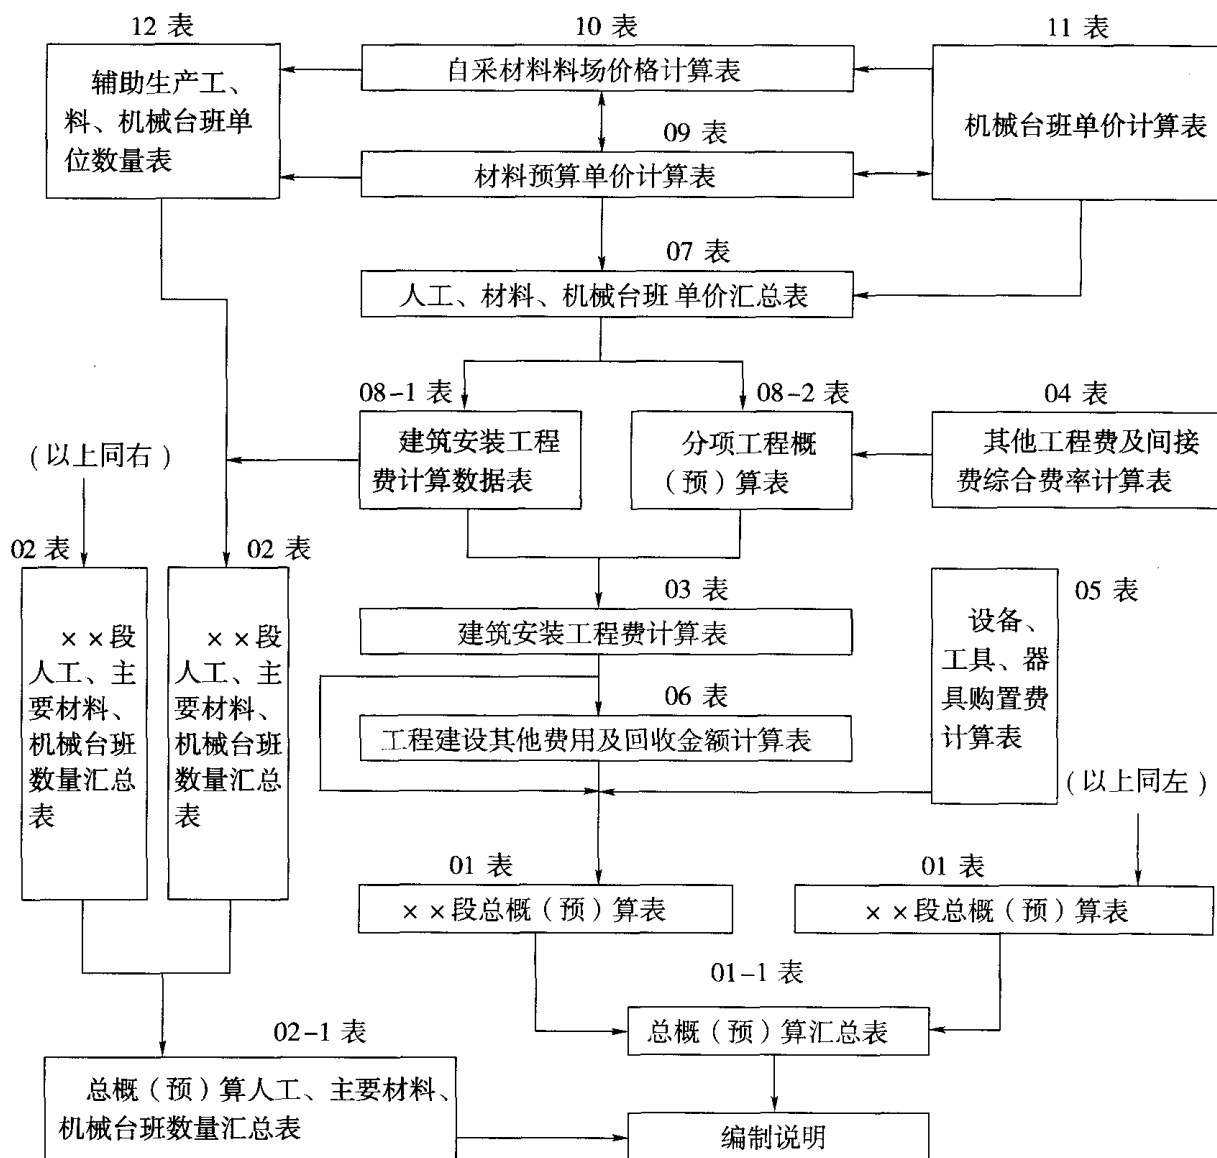 12 表
10 表
11 表
辅助生产工、
料、机械台班单
位数量表
自采材料料场价格计算表
机械台班单价计算表
09 表
材料预算单价计算表
07 表
人工、材料、机械台班 单价汇总表
08-1 表
建筑安装工程
费计算数据表
08-2 表
分项工程概
(预)算表
04 表
其他工程费及间接
费综合费率计算表
(以上同右)
02 表
××段
人工、主
要材料、
机械台班
数量汇总
表
02 表
××段
人工、主
要材料、
机械台班
数量汇总
表
03 表
建筑安装工程费计算表
05 表
设备、
工具、器
具购置费
计算表
06 表
工程建设其他费用及回收金额计算表
(以上同左)
01 表
××段总概(预)算表
01 表
××段总概(预)算表
01-1 表
总概(预)算汇总表
02-1 表
总概(预)算人工、主要材料、
机械台班数量汇总表
编制说明